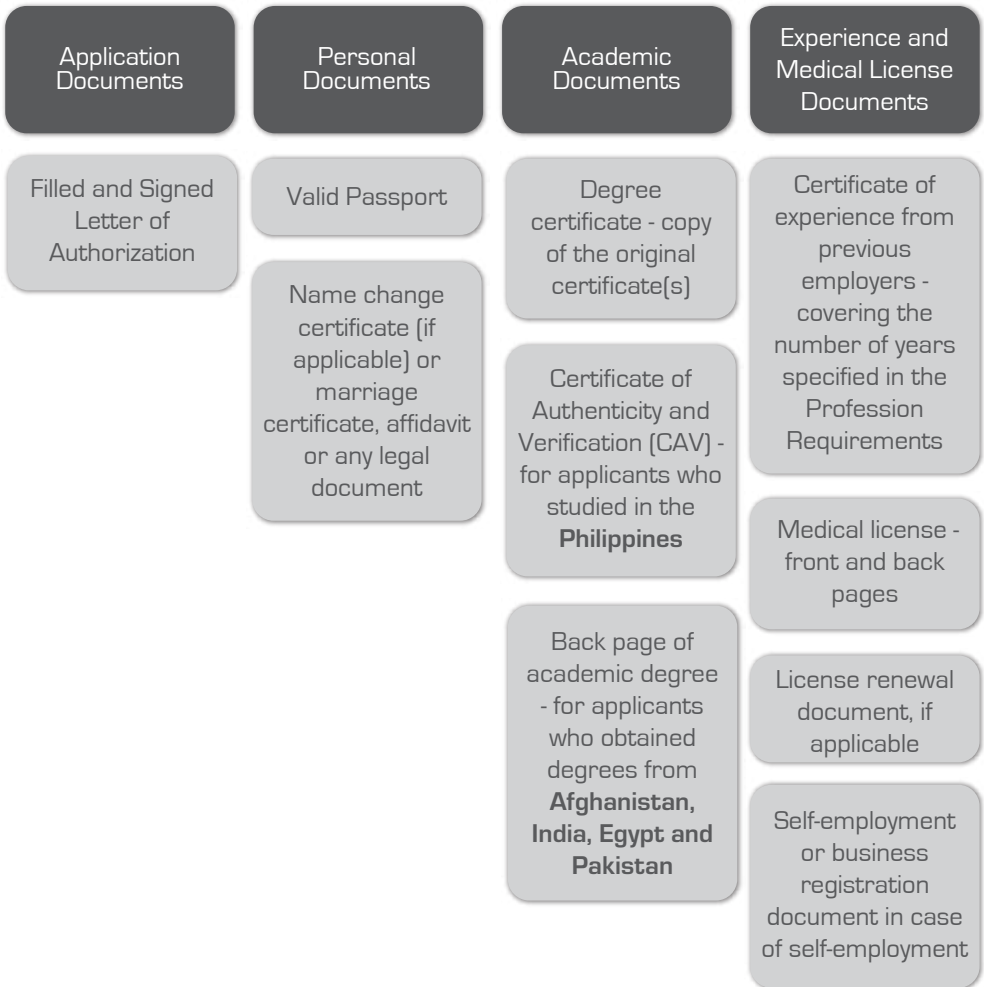 Application
Documents
Filled and Signed
Letter of
Authorization
Personal
Documents
Valid Passport
Name change
certificate (if
applicable) or
marriage
certificate, affidavit
or any legal
document
Academic
Documents
Degree
certificate - copy
of the original
certificate(s)
Certificate of
Authenticity and
Verification (CAV) -
for applicants who
studied in the
Philippines
Back page of
academic degree
- for applicants
who obtained
degrees from
Afghanistan,
India, Egypt and
Pakistan
Experience and
Medical License
Documents
Certificate of
experience from
previous
employers -
covering the
number of years
specified in the
Profession
Requirements
Medical license -
front and back
pages
License renewal
document, if
applicable
Self-employment
or business
registration
document in case
of self-employment